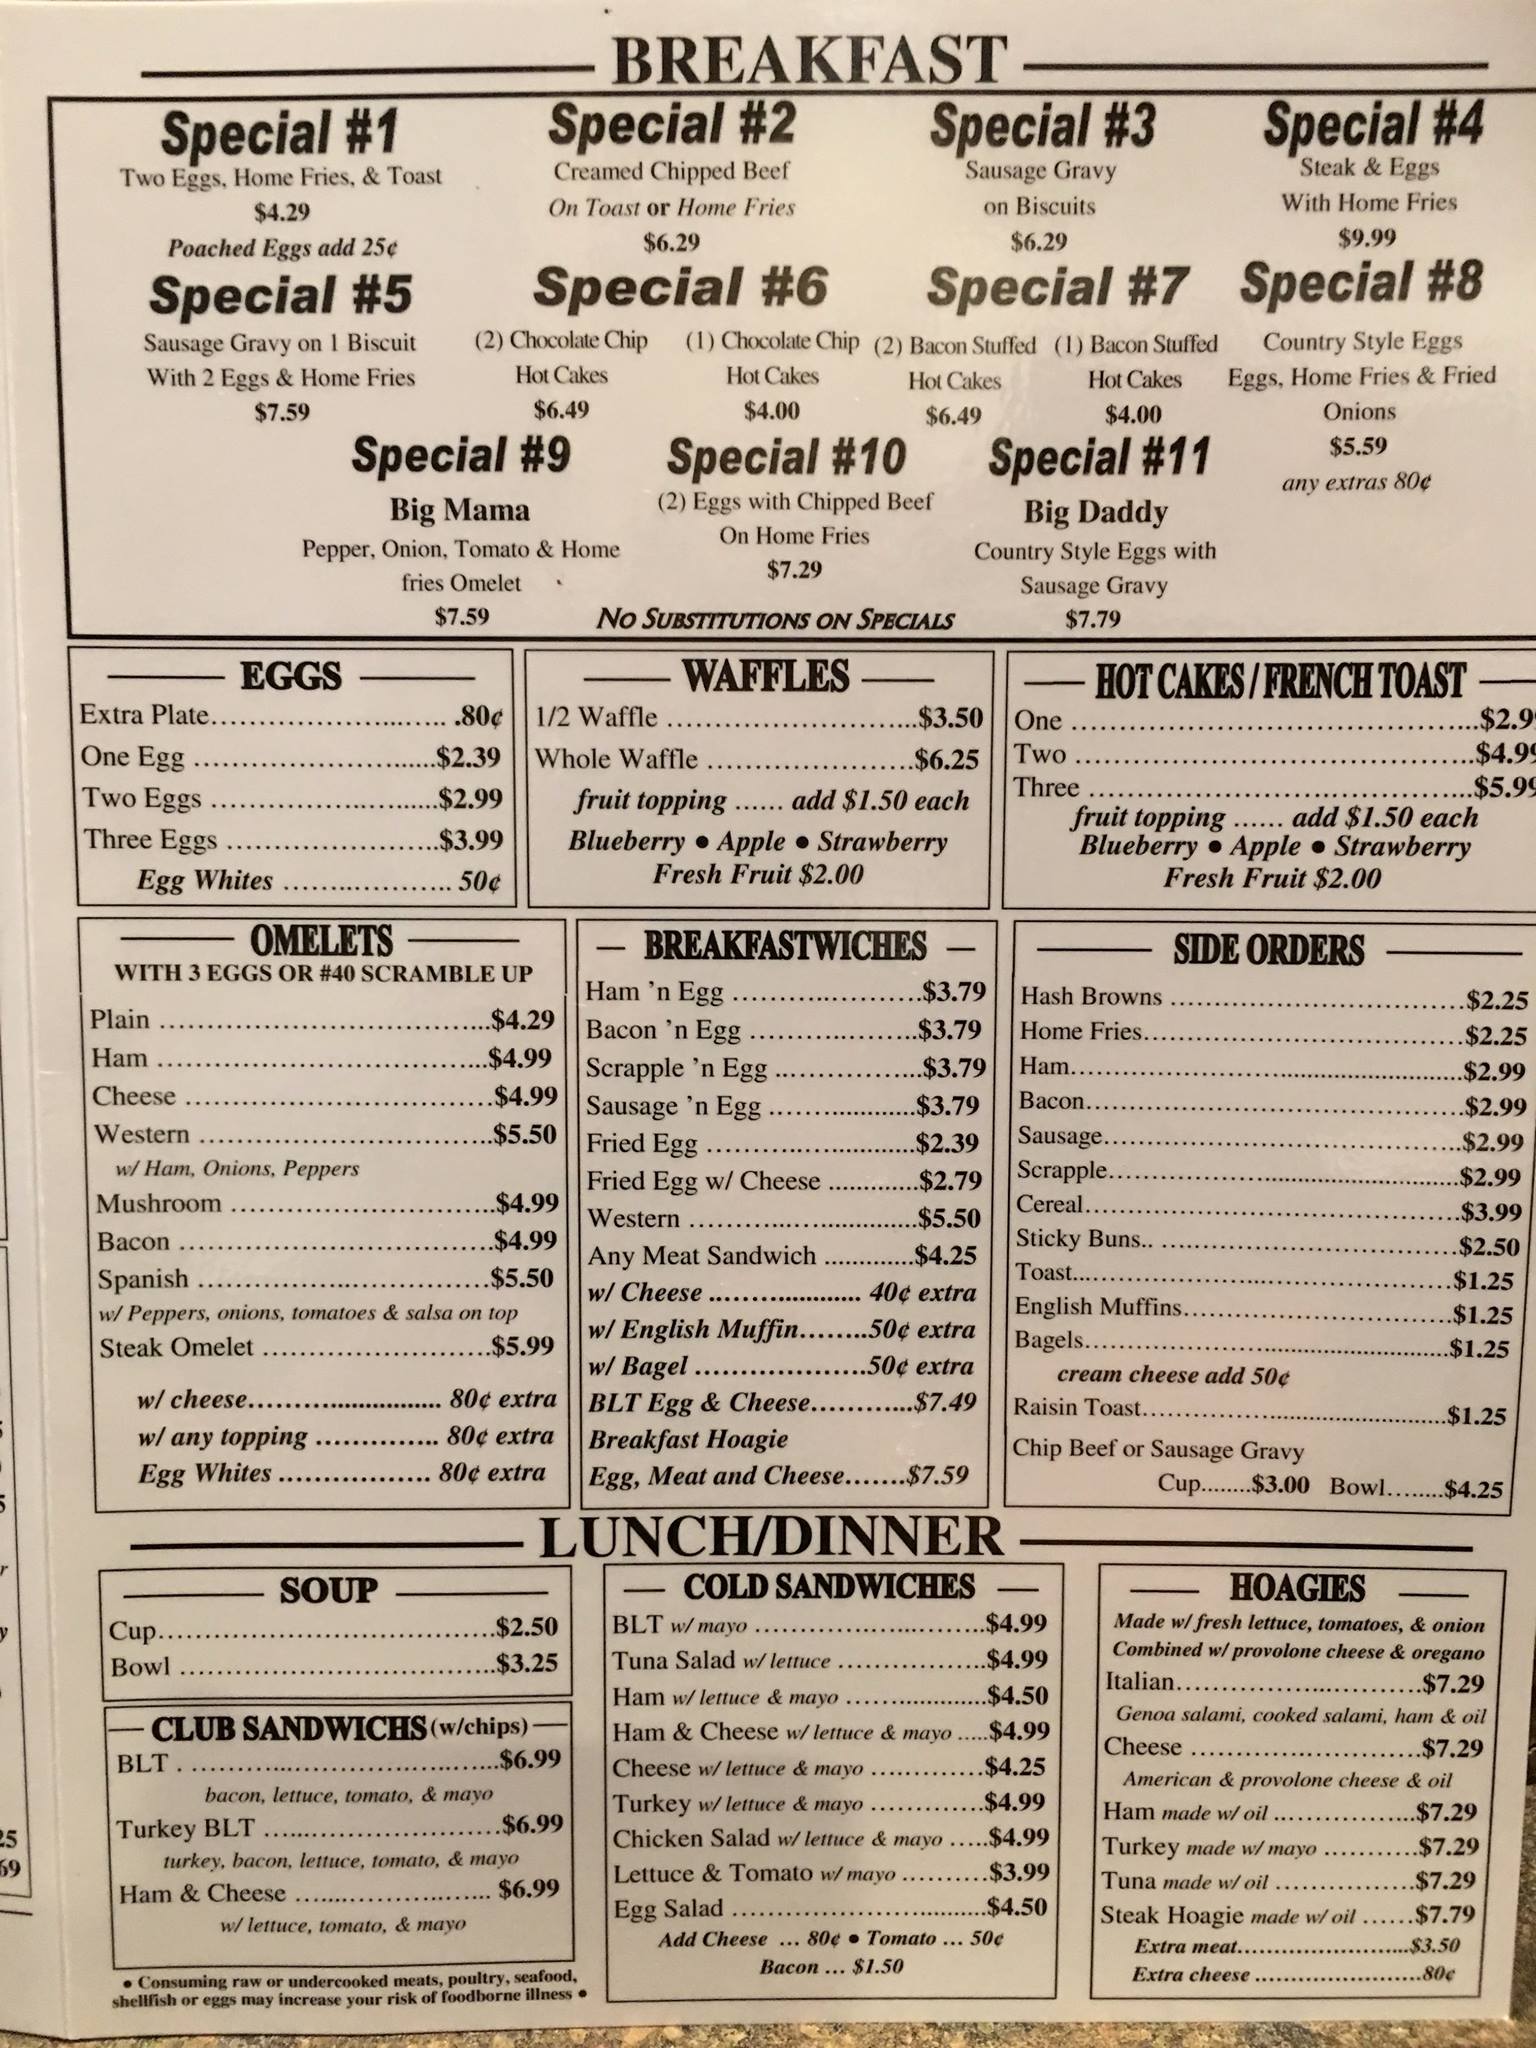 BREAKFAST
Special #1
Two Eggs, Home Fries, & Toast
$4.29
Poached Eggs add 25¢
Special #2
Creamed Chipped Beef
On Toast or Home Fries
$6.29
Special #3
Sausage Gravy
on Biscuits
$6.29
Special #4
Steak & Eggs
With Home Fries
$9.99
Special #5
Sausage Gravy on 1 Biscuit
With 2 Eggs & Home Fries
$7.59
Special #6
(2) Chocolate Chip
Hot Cakes
$6.49
(1) Chocolate Chip
Hot Cakes
$4.00
Special #7
(2) Bacon Stuffed
Hot Cakes
$6.49
(1) Bacon Stuffed
Hot Cakes
$4.00
Special #8
Country Style Eggs
Eggs, Home Fries & Fried
Onions
$5.59
any extras 80¢
Special #9
Big Mama
Pepper, Onion, Tomato & Home
fries Omelet
$7.59
Special #10
(2) Eggs with Chipped Beef
On Home Fries
$7.29
Special #11
Big Daddy
Country Style Eggs with
Sausage Gravy
$7.79
No Substitutions on Specials
EGGS
Extra Plate............................ .80¢
One Egg ..........................$2.39
Two Eggs .........................$2.99
Three Eggs .......................$3.99
Egg Whites ................... 50¢
WAFFLES
1/2 Waffle ...........................$3.50
Whole Waffle ......................$6.25
fruit topping ...... add $1.50 each
Blueberry • Apple • Strawberry
Fresh Fruit $2.00
HOT CAKES / FRENCH TOAST
One .............................................$2.9
Two ............................................$4.99
Three ..........................................$5.99
fruit topping ...... add $1.50 each
Blueberry • Apple • Strawberry
Fresh Fruit $2.00
OMELETS
WITH 3 EGGS OR #40 SCRAMBLE UP
Plain ....................................$4.29
Ham ....................................$4.99
Cheese .................................$4.99
Western ................................$5.50
w/ Ham, Onions, Peppers
Mushroom .............................$4.99
Bacon ..................................$4.99
Spanish ................................$5.50
w/ Peppers, onions, tomatoes & salsa on top
Steak Omelet .........................$5.99
w/ cheese........................... 80¢ extra
w/ any topping .............. 80¢ extra
Egg Whites ................. 80¢ extra
BREAKFASTWICHES
Ham 'n Egg ....................$3.79
Bacon 'n Egg ..................$3.79
Scrapple 'n Egg ................$3.79
Sausage 'n Egg ................$3.79
Fried Egg .......................$2.39
Fried Egg w/ Cheese .............$2.79
Western .........................$5.50
Any Meat Sandwich .............$4.25
w/ Cheese ...................... 40¢ extra
w/ English Muffin........50¢ extra
w/ Bagel ...................50¢ extra
BLT Egg & Cheese...........$7.49
Breakfast Hoagie
Egg, Meat and Cheese.......$7.59
SIDE ORDERS
Hash Browns ................................$2.25
Home Fries...................................$2.25
Ham...........................................$2.99
Bacon.........................................$2.99
Sausage.......................................$2.99
Scrapple......................................$2.99
Cereal.........................................$3.99
Sticky Buns.. ................................$2.50
Toast..........................................$1.25
English Muffins..............................$1.25
Bagels.........................................$1.25
cream cheese add 50¢
Raisin Toast..................................$1.25
Chip Beef or Sausage Gravy
Cup........$3.00 Bowl........$4.25
LUNCH/DINNER
SOUP
Cup.....................................$2.50
Bowl ...................................$3.25
CLUB SANDWICHS (w/chips)
BLT . ...................................$6.99
bacon, lettuce, tomato, & mayo
Turkey BLT ..........................$6.99
turkey, bacon, lettuce, tomato, & mayo
Ham & Cheese ...................... $6.99
w/ lettuce, tomato, & mayo
• Consuming raw or undercooked meats, poultry, seafood,
shellfish or eggs may increase your risk of foodborne illness •
COLD SANDWICHES
BLT w/ mayo .........................$4.99
Tuna Salad w/ lettuce ................$4.99
Ham w/ lettuce & mayo ................$4.50
Ham & Cheese w/ lettuce & mayo .....$4.99
Cheese w/ lettuce & mayo ............$4.25
Turkey w/ lettuce & mayo ............$4.99
Chicken Salad w/ lettuce & mayo .....$4.99
Lettuce & Tomato w/ mayo ..........$3.99
Egg Salad ............................$4.50
Add Cheese ... 80¢ • Tomato ... 50¢
Bacon ... $1.50
HOAGIES
Made w/ fresh lettuce, tomatoes, & onion
Combined w/ provolone cheese & oregano
Italian............................$7.29
Genoa salami, cooked salami, ham & oil
Cheese .........................$7.29
American & provolone cheese & oil
Ham made w/ oil ................$7.29
Turkey made w/ mayo ...........$7.29
Tuna made w/ oil ................$7.29
Steak Hoagie made w/ oil ......$7.79
Extra meat.........................$3.50
Extra cheese ........................80¢